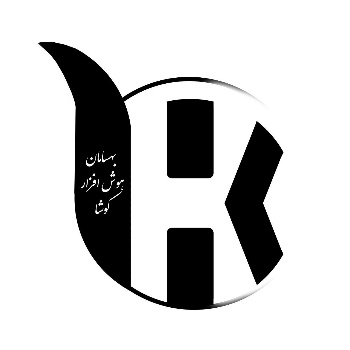 بهسامان
هوش افزار
کوشا